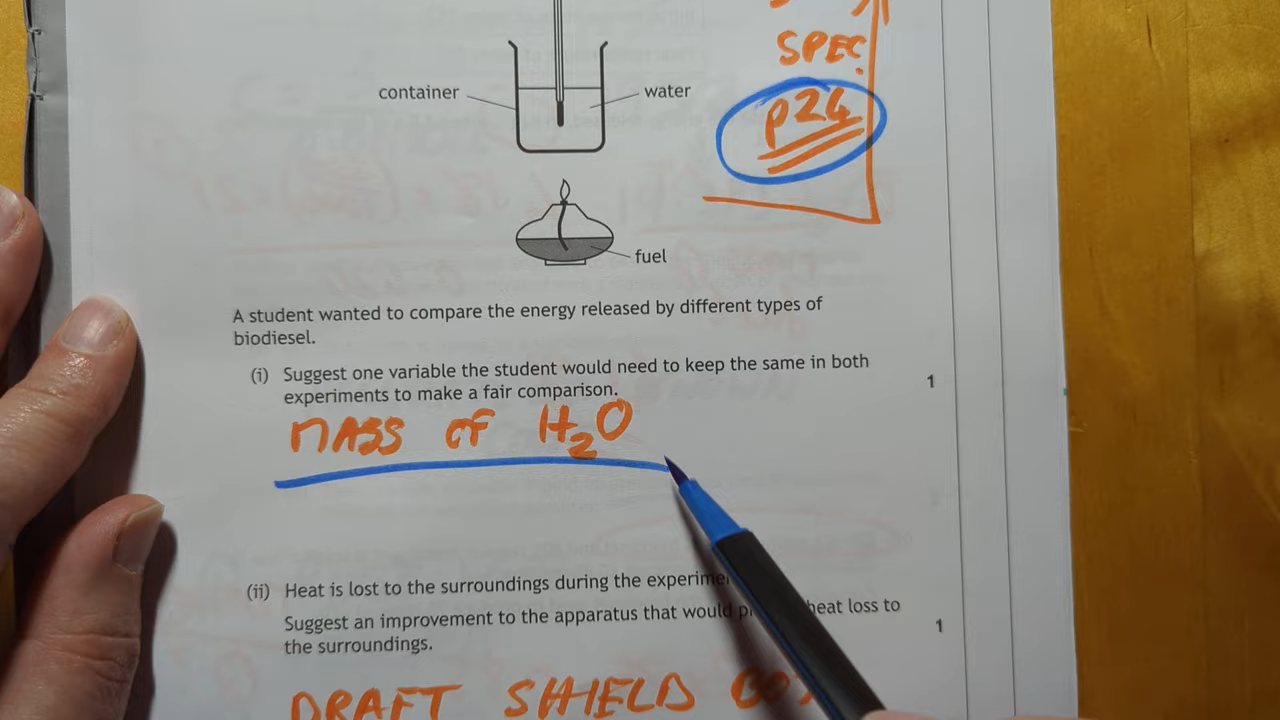 SPEC.
container
water
P24
fuel
A student wanted to compare the energy released by different types of
biodiesel.
(i) Suggest one variable the student would need to keep the same in both
experiments to make a fair comparison.
1
MASS OF H₂O
(ii) Heat is lost to the surroundings during the
Suggest an improvement to the apparatus that would heat loss to
the surroundings.
1
DRAFT SHIELD